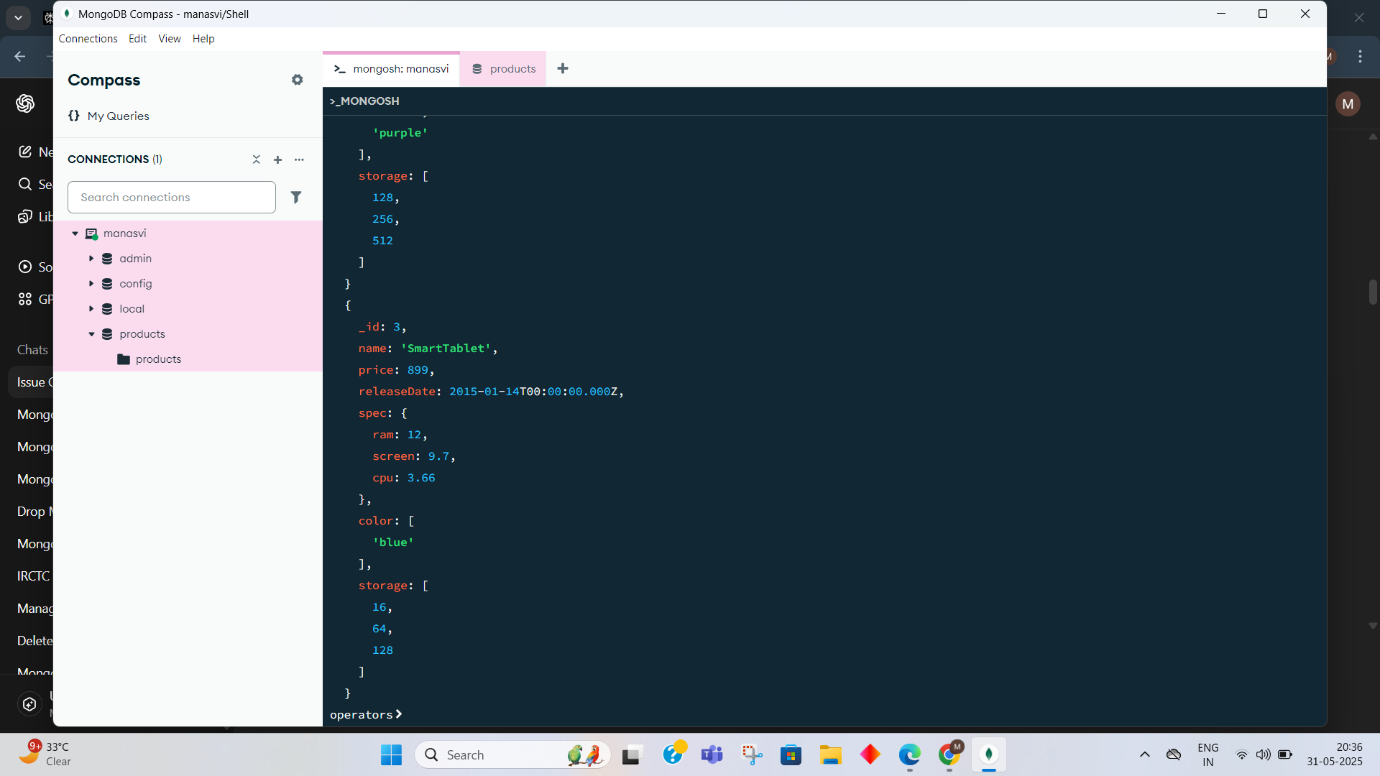 MongoDB Compass - manasvi/Shell
Connections Edit View Help
Compass
My Queries
CONNECTIONS (1)
Search connections
manasvi
admin
config
local
products
products
>_ mongosh: manasvi
products
>_MONGOSH
'purple'
],
storage: [
128,
256,
512
]
}
{
_id: 3,
name: 'SmartTablet',
price: 899,
releaseDate: 2015-01-14T00:00:00.000Z,
spec: {
ram: 12,
screen: 9.7,
cpu: 3.66
},
color: [
'blue'
],
storage: [
16,
64,
128
]
}
operators>
Chats
Issue
Drop
IRCTC
Delete
M
M
9+
33°C
Clear
Search
M
ENG
IN
20:36
31-05-2025